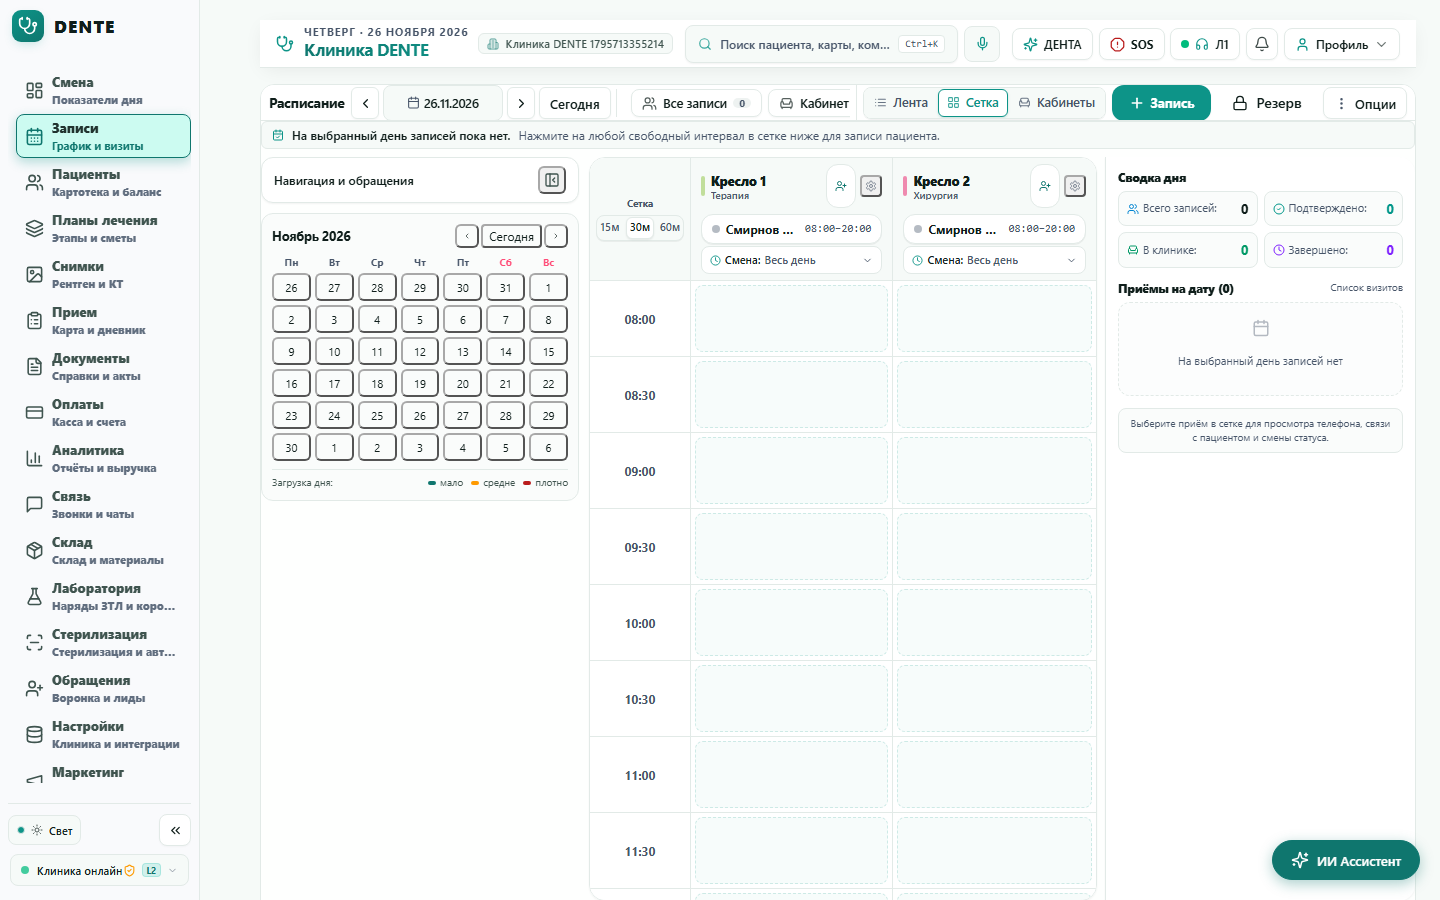 DENTE
Смена
Показатели дня
Записи
График и визиты
Пациенты
Картотека и баланс
Планы лечения
Этапы и сметы
Снимки
Рентген и КТ
Прием
Карта и дневник
Документы
Справки и акты
Оплаты
Касса и счета
Аналитика
Отчёты и выручка
Связь
Звонки и чаты
Склад
Склад и материалы
Лаборатория
Наряды ЗТЛ и коро...
Стерилизация
Стерилизация и авт...
Обращения
Воронка и лиды
Настройки
Клиника и интеграции
Маркетинг
Свет
Клиника онлайн L2
ЧЕТВЕРГ · 26 НОЯБРЯ 2026
Клиника DENTE
Клиника DENTE 1795713355214
Поиск пациента, карты, ком... Ctrl+K
ДЕНТА
SOS
Л1
Профиль
Расписание
26.11.2026
Сегодня
Все записи 0
Кабинет
Лента
Сетка
Кабинеты
Запись
Резерв
Опции
На выбранный день записей пока нет. Нажмите на любой свободный интервал в сетке ниже для записи пациента.
Навигация и обращения
Ноябрь 2026
‹ Сегодня ›
Пн Вт Ср Чт Пт Сб Вс
26 27 28 29 30 31 1
2 3 4 5 6 7 8
9 10 11 12 13 14 15
16 17 18 19 20 21 22
23 24 25 26 27 28 29
30 1 2 3 4 5 6
Загрузка дня: мало средне плотно
Сетка
15м 30м 60м
Кресло 1
Терапия
Смирнов ... 08:00–20:00
Смена: Весь день
Кресло 2
Хирургия
Смирнов ... 08:00–20:00
Смена: Весь день
08:00
08:30
09:00
09:30
10:00
10:30
11:00
11:30
Сводка дня
Всего записей: 0
Подтверждено: 0
В клинике: 0
Завершено: 0
Приёмы на дату (0)
Список визитов
На выбранный день записей нет
Выберите приём в сетке для просмотра телефона, связи
с пациентом и смены статуса.
ИИ Ассистент